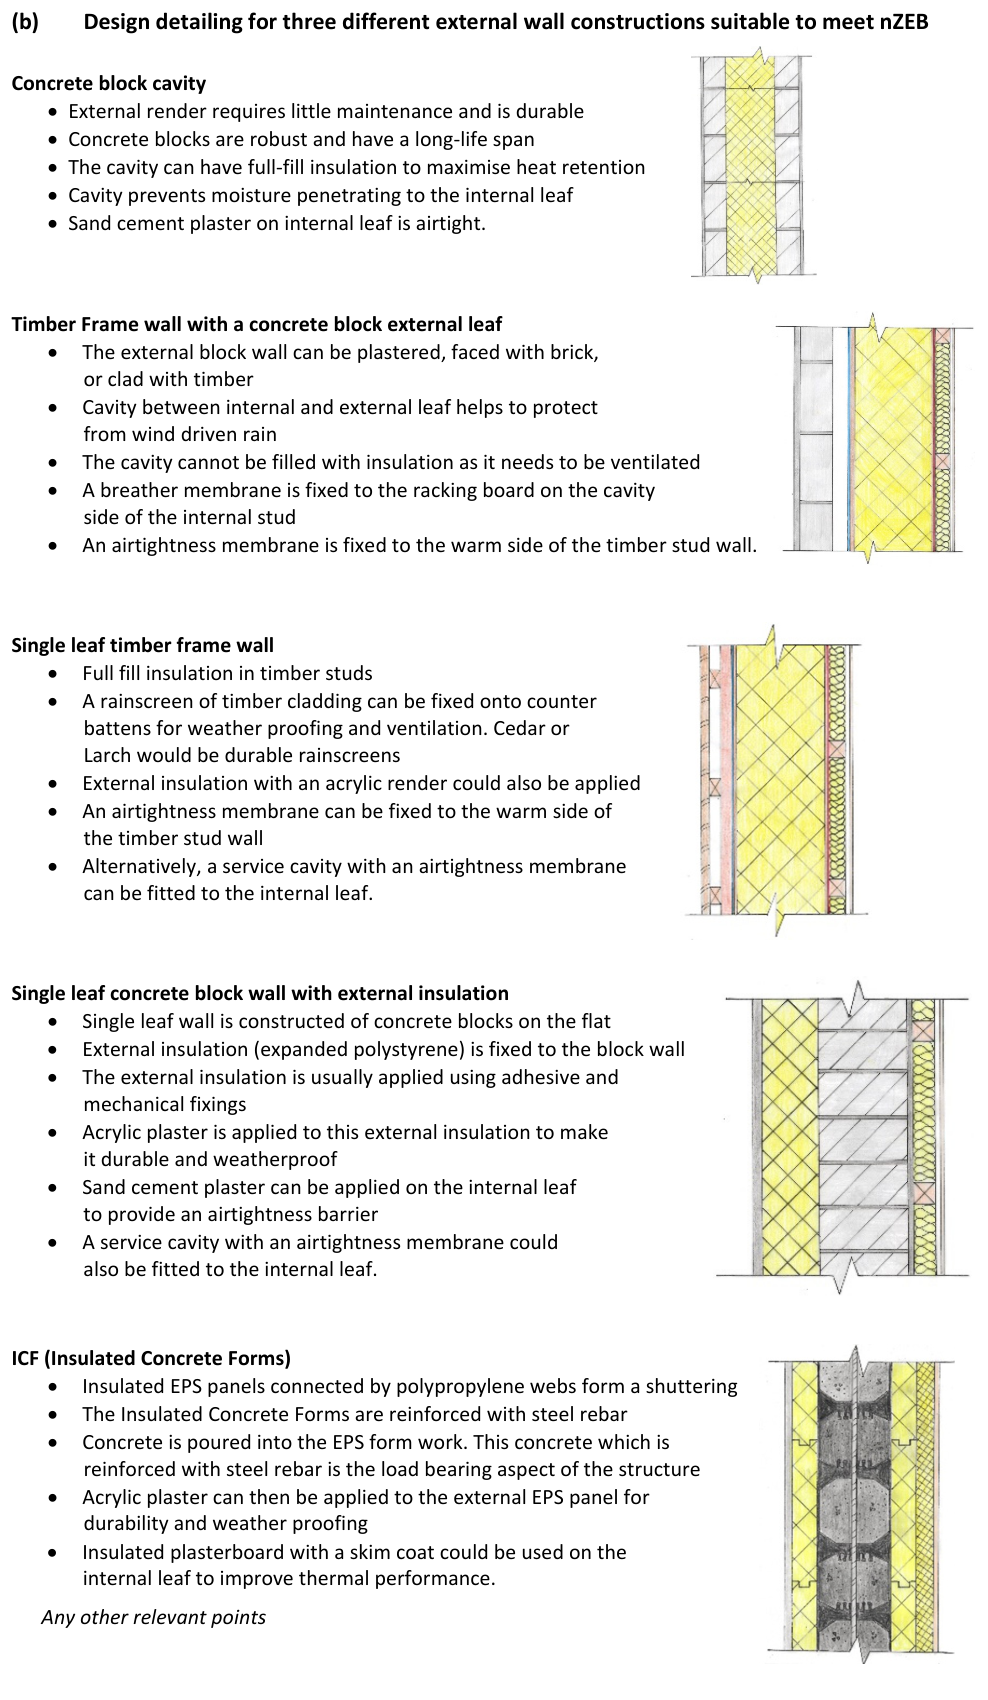 (b) Design detailing for three different external wall constructions suitable to meet nZEB
Concrete block cavity
• External render requires little maintenance and is durable
• Concrete blocks are robust and have a long-life span
• The cavity can have full-fill insulation to maximise heat retention
• Cavity prevents moisture penetrating to the internal leaf
• Sand cement plaster on internal leaf is airtight.
Timber Frame wall with a concrete block external leaf
• The external block wall can be plastered, faced with brick,
or clad with timber
• Cavity between internal and external leaf helps to protect
from wind driven rain
• The cavity cannot be filled with insulation as it needs to be ventilated
• A breather membrane is fixed to the racking board on the cavity
side of the internal stud
• An airtightness membrane is fixed to the warm side of the timber stud wall.
Single leaf timber frame wall
• Full fill insulation in timber studs
• A rainscreen of timber cladding can be fixed onto counter
battens for weather proofing and ventilation. Cedar or
Larch would be durable rainscreens
• External insulation with an acrylic render could also be applied
• An airtightness membrane can be fixed to the warm side of
the timber stud wall
• Alternatively, a service cavity with an airtightness membrane
can be fitted to the internal leaf.
Single leaf concrete block wall with external insulation
• Single leaf wall is constructed of concrete blocks on the flat
• External insulation (expanded polystyrene) is fixed to the block wall
• The external insulation is usually applied using adhesive and
mechanical fixings
• Acrylic plaster is applied to this external insulation to make
it durable and weatherproof
• Sand cement plaster can be applied on the internal leaf
to provide an airtightness barrier
• A service cavity with an airtightness membrane could
also be fitted to the internal leaf.
ICF (Insulated Concrete Forms)
• Insulated EPS panels connected by polypropylene webs form a shuttering
• The Insulated Concrete Forms are reinforced with steel rebar
• Concrete is poured into the EPS form work. This concrete which is
reinforced with steel rebar is the load bearing aspect of the structure
• Acrylic plaster can then be applied to the external EPS panel for
durability and weather proofing
• Insulated plasterboard with a skim coat could be used on the
internal leaf to improve thermal performance.
Any other relevant points